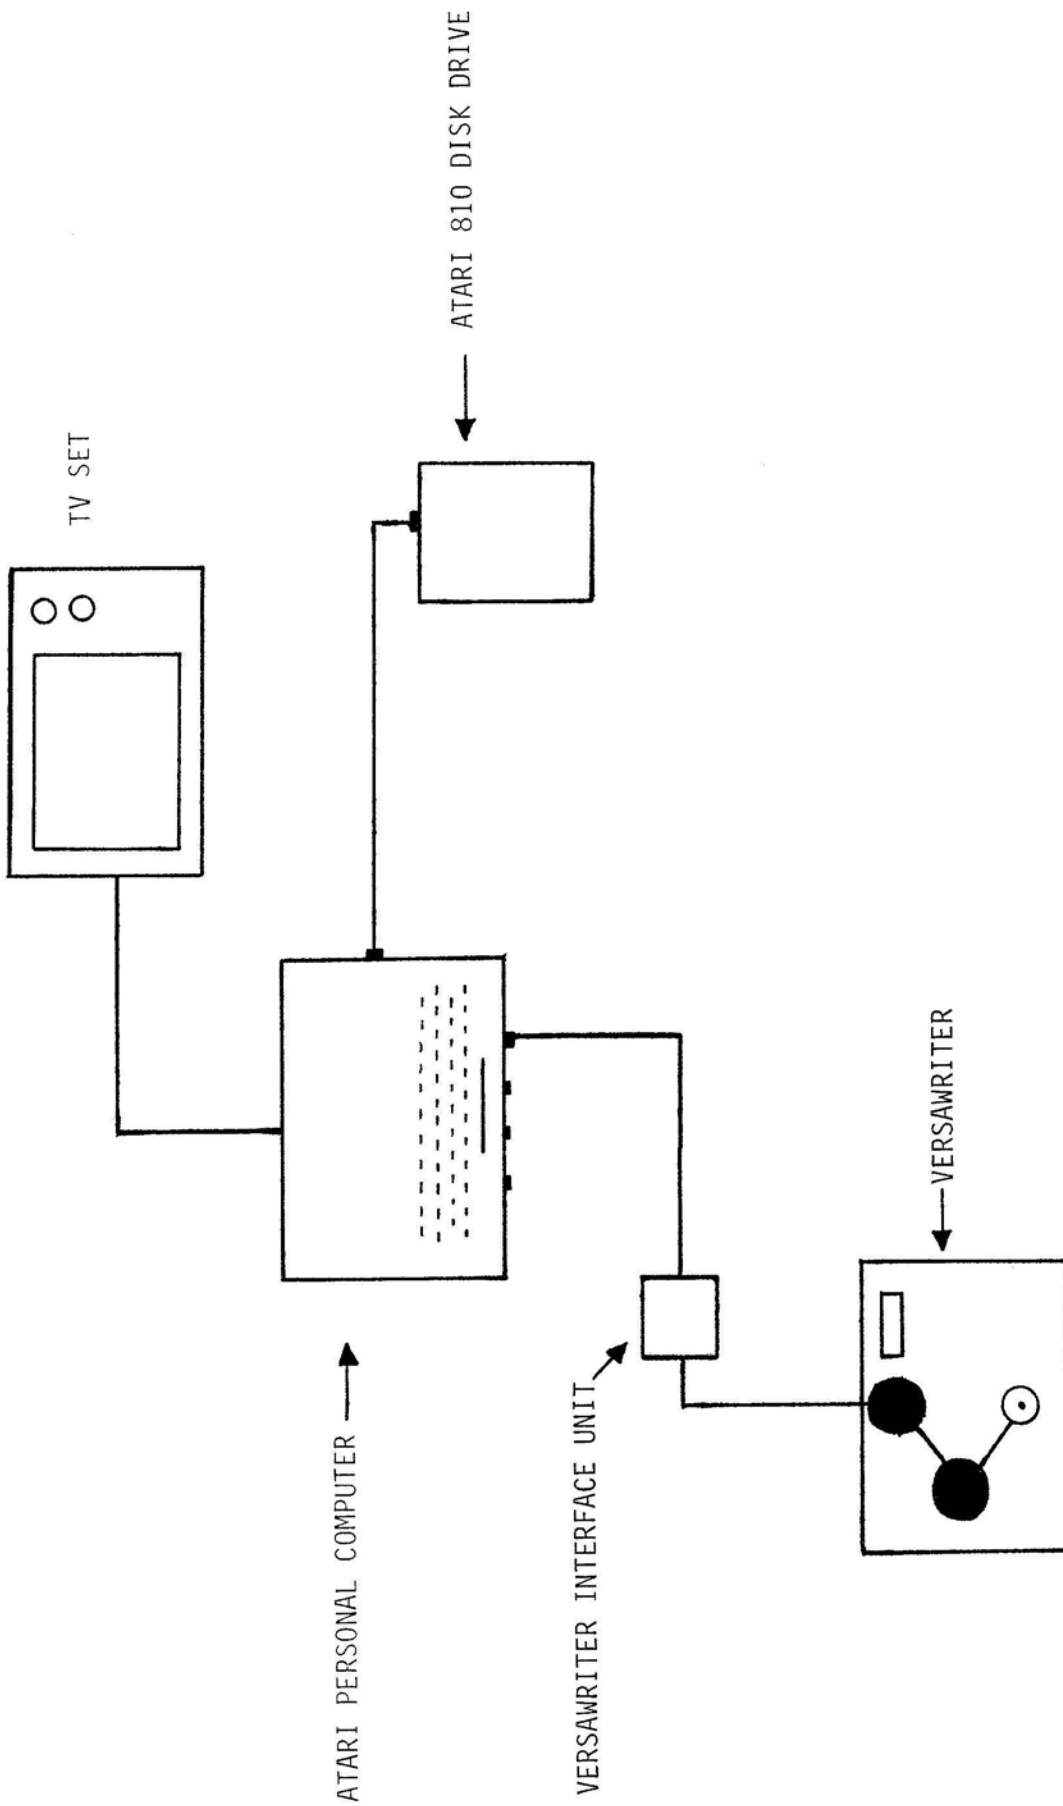 TV SET
ATARI 810 DISK DRIVE
ATARI PERSONAL COMPUTER
VERSAWRITER INTERFACE UNIT
VERSAWRITER